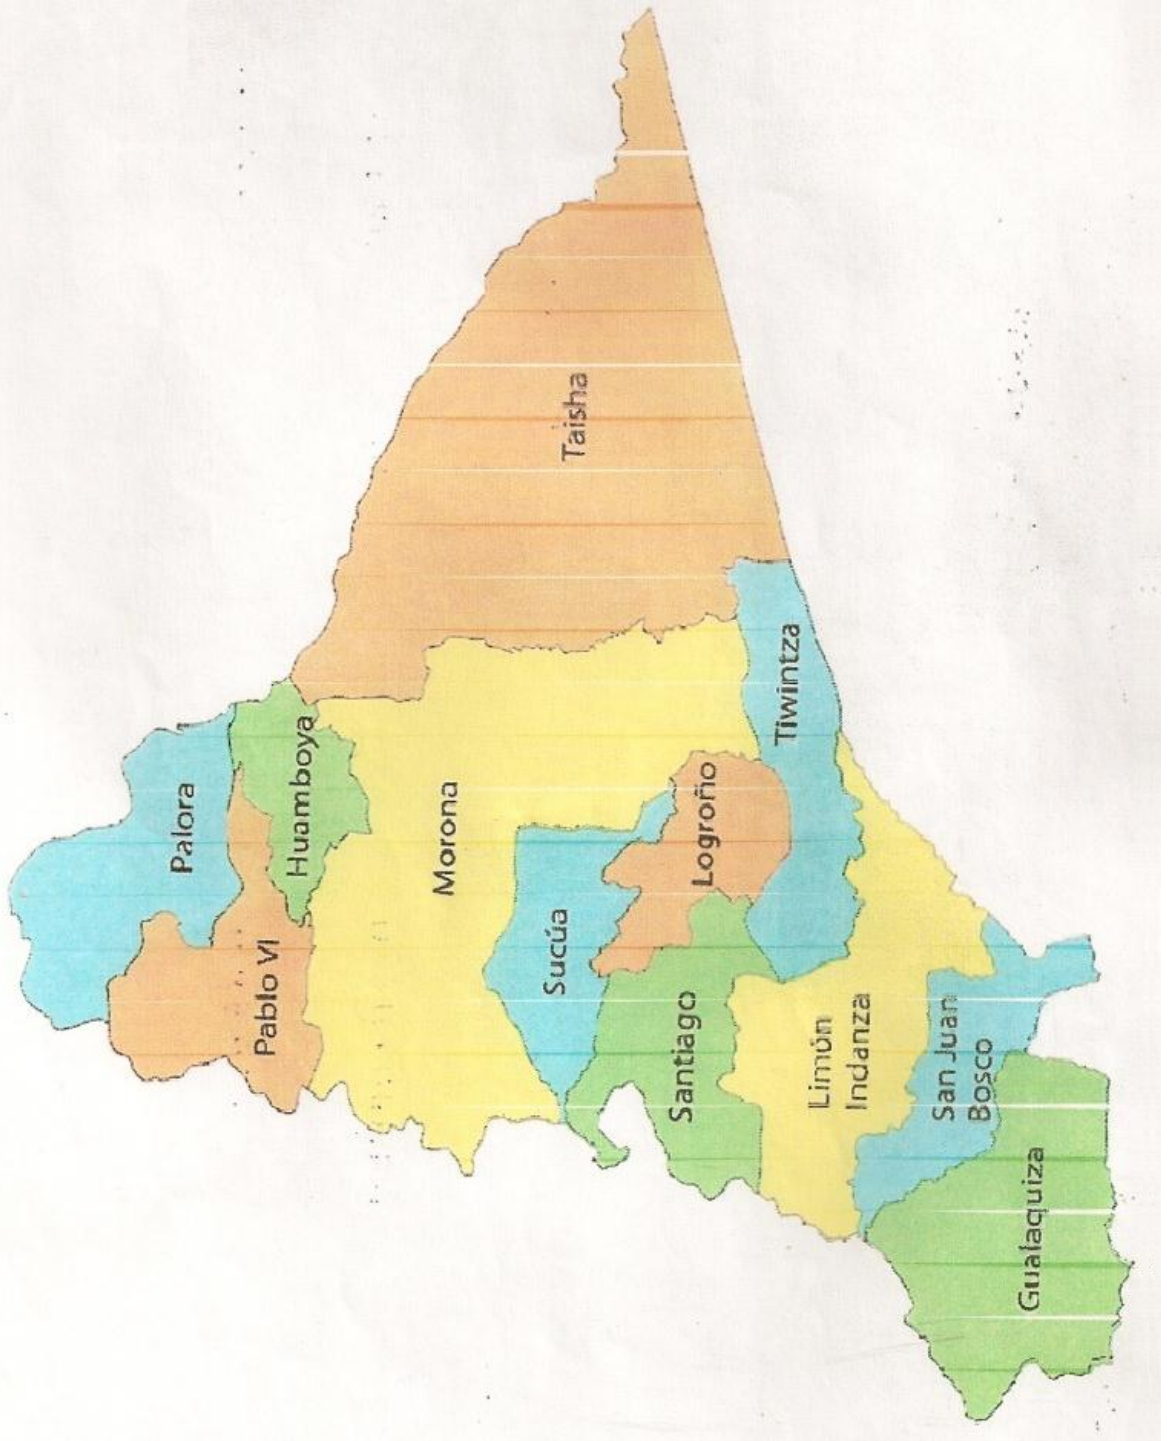 Palora
Huamboya
Pablo VI
Taisha
Morona
Sucúa
Logroño
Tiwintza
Santiago
Limón
Indanza
San Juan
Bosco
Gualaquiza